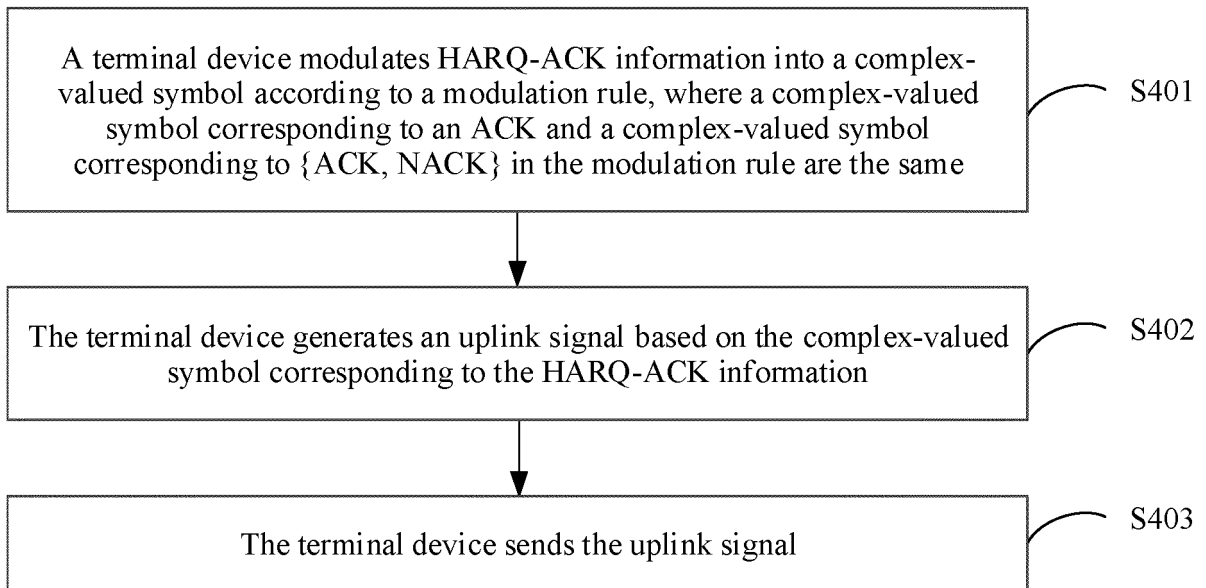 A terminal device modulates HARQ-ACK information into a complex-
valued symbol according to a modulation rule, where a complex-valued
symbol corresponding to an ACK and a complex-valued symbol
corresponding to {ACK, NACK} in the modulation rule are the same
S401
The terminal device generates an uplink signal based on the complex-valued
symbol corresponding to the HARQ-ACK information
S402
The terminal device sends the uplink signal
S403